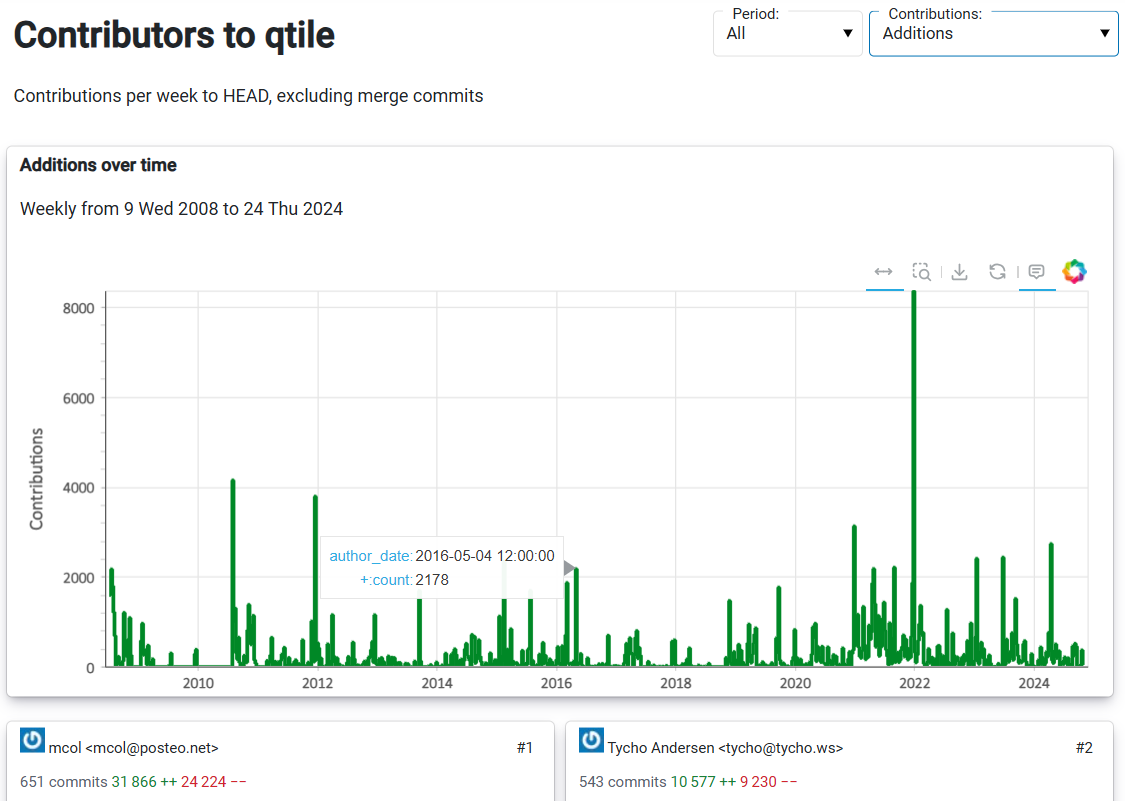 Contributors to qtile
Period:
All
Contributions:
Additions
Contributions per week to HEAD, excluding merge commits
Additions over time
Weekly from 9 Wed 2008 to 24 Thu 2024
Contributions
8000
6000
4000
2000
0
author_date: 2016-05-04 12:00:00
+:count: 2178
2010 2012 2014 2016 2018 2020 2022 2024
mcol <mcol@posteo.net> #1
651 commits 31 866 ++ 24 224 −−
Tycho Andersen <tycho@tycho.ws> #2
543 commits 10 577 ++ 9 230 −−